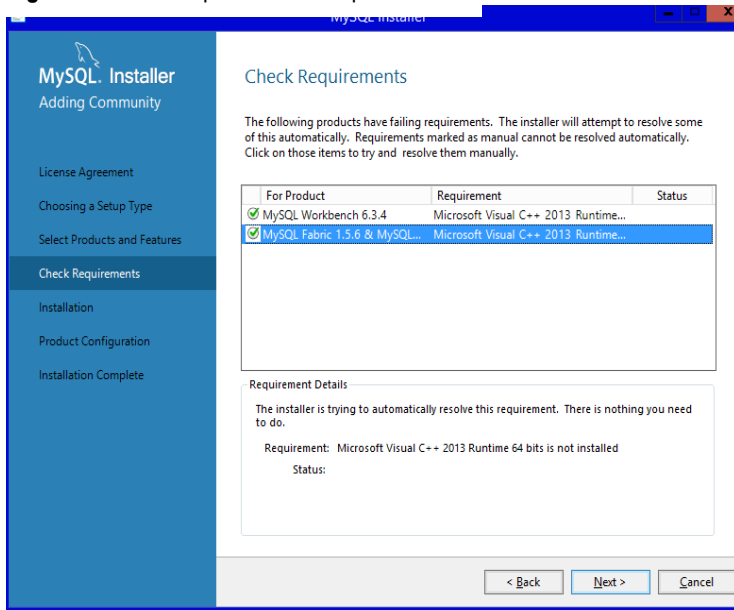 MySQL Installer
MySQL. Installer
Adding Community
License Agreement
Choosing a Setup Type
Select Products and Features
Check Requirements
Installation
Product Configuration
Installation Complete
Check Requirements
The following products have failing requirements. The installer will attempt to resolve some
of this automatically. Requirements marked as manual cannot be resolved automatically.
Click on those items to try and resolve them manually.
For Product Requirement Status
MySQL Workbench 6.3.4 Microsoft Visual C++ 2013 Runtime...
MySQL Fabric 1.5.6 & MySQL... Microsoft Visual C++ 2013 Runtime...
Requirement Details
The installer is trying to automatically resolve this requirement. There is nothing you need
to do.
Requirement: Microsoft Visual C++ 2013 Runtime 64 bits is not installed
Status:
< Back Next > Cancel